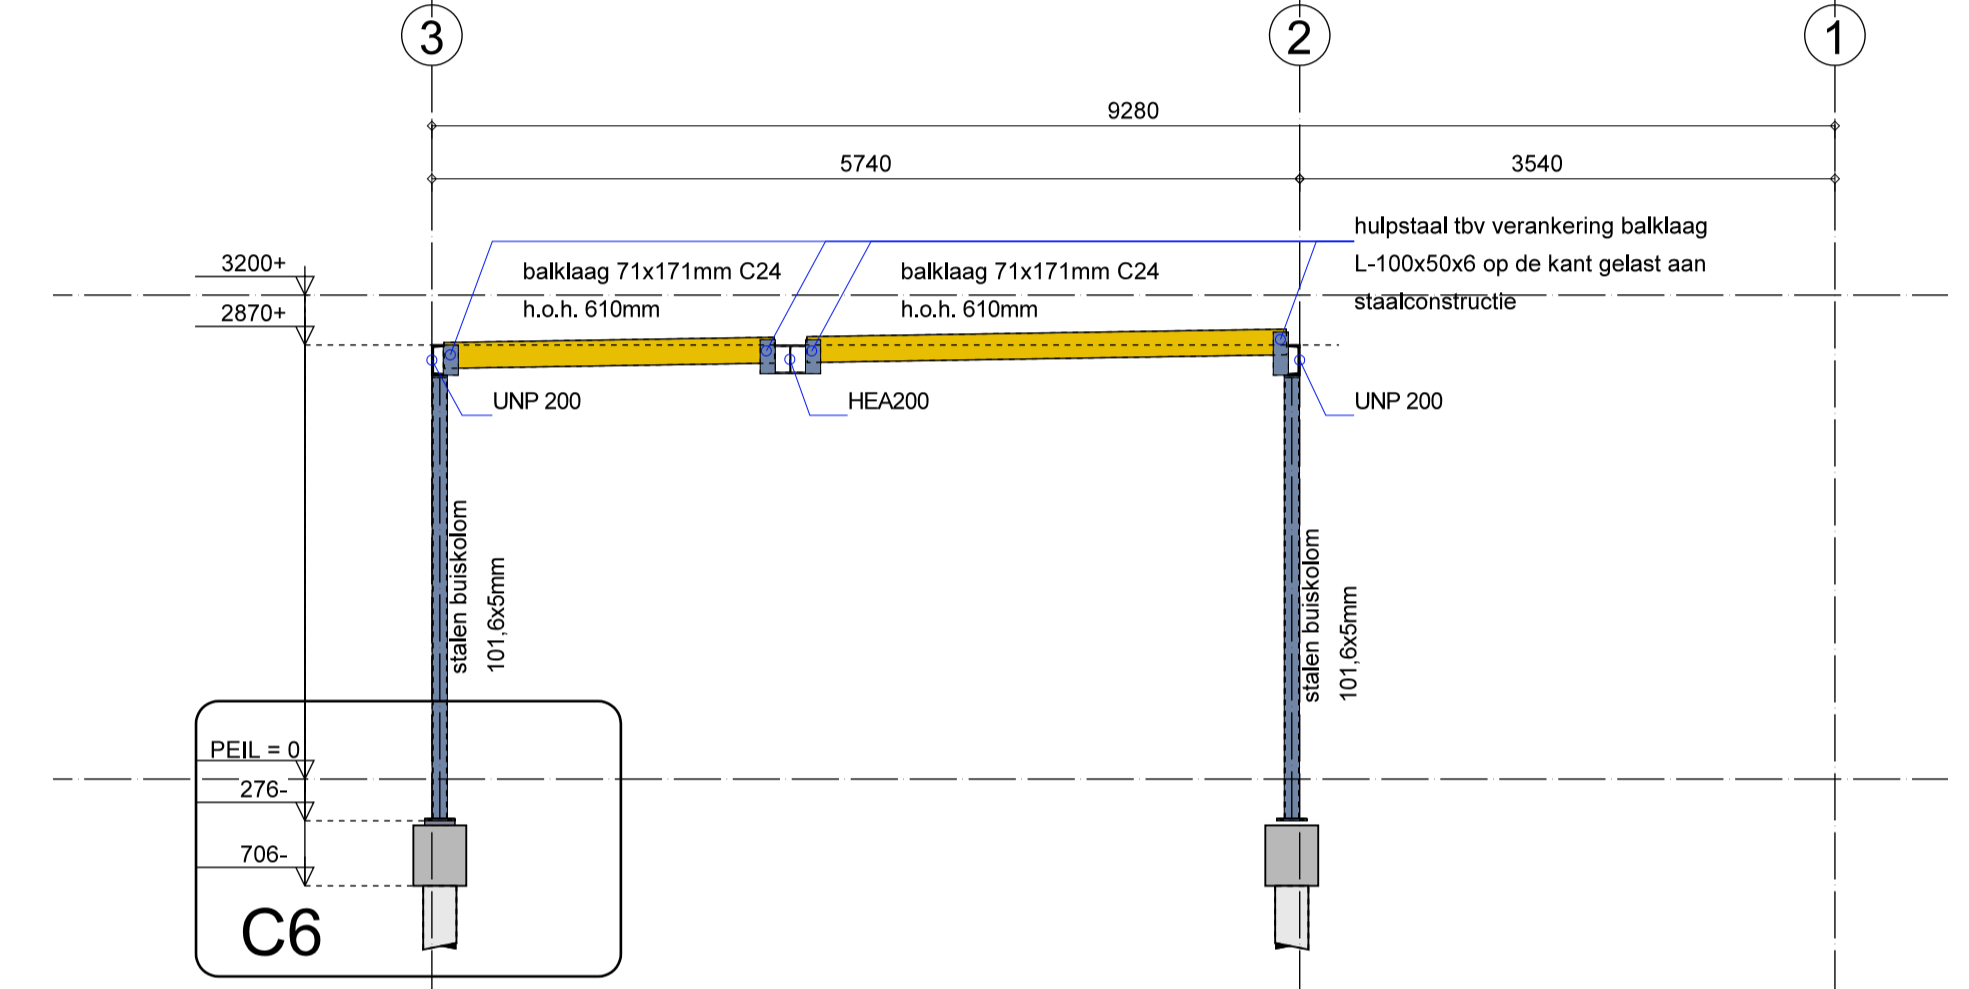 3
2
1
9280
5740
3540
hulpstaal tbv verankering balklaag
L-100x50x6 op de kant gelast aan
staalconstructie
3200+
2870+
balklaag 71x171mm C24
h.o.h. 610mm
balklaag 71x171mm C24
h.o.h. 610mm
UNP 200
HEA200
UNP 200
stalen buiskolom
101,6x5mm
stalen buiskolom
101,6x5mm
PEIL = 0
276-
706-
C6